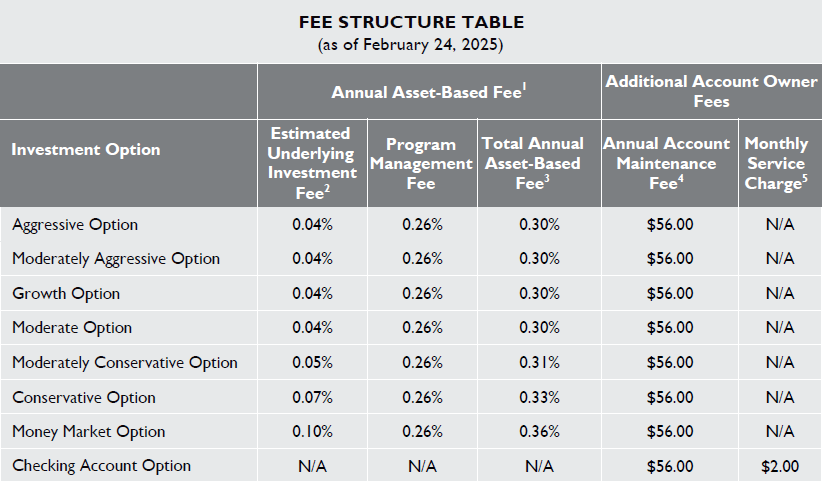 FEE STRUCTURE TABLE
(as of February 24, 2025)
Annual Asset-Based Fee1
Additional Account Owner
Fees
Investment Option
Estimated
Underlying
Investment
Fee2
Program
Management
Fee
Total Annual
Asset-Based
Fee3
Annual Account
Maintenance
Fee4
Monthly
Service
Charge5
Aggressive Option 0.04% 0.26% 0.30% $56.00 N/A
Moderately Aggressive Option 0.04% 0.26% 0.30% $56.00 N/A
Growth Option 0.04% 0.26% 0.30% $56.00 N/A
Moderate Option 0.04% 0.26% 0.30% $56.00 N/A
Moderately Conservative Option 0.05% 0.26% 0.31% $56.00 N/A
Conservative Option 0.07% 0.26% 0.33% $56.00 N/A
Money Market Option 0.10% 0.26% 0.36% $56.00 N/A
Checking Account Option N/A N/A N/A $56.00 $2.00